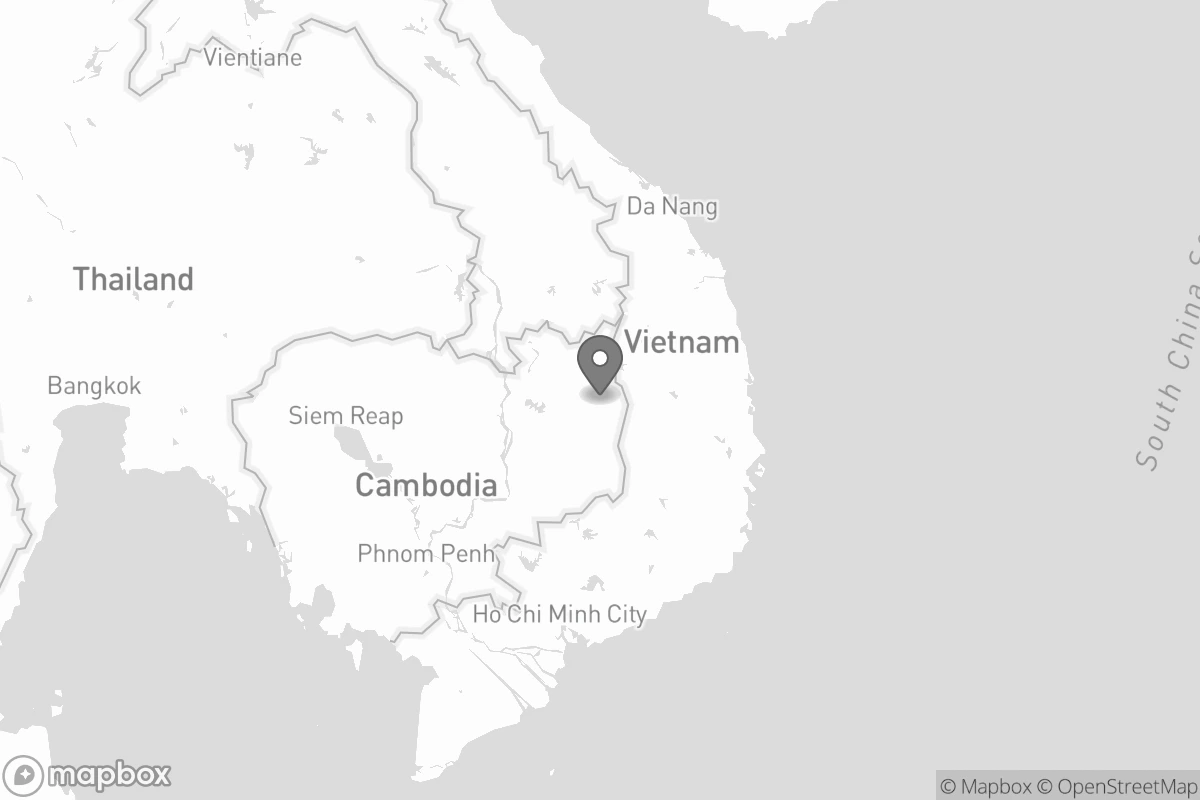 Vientiane
Da Nang
Thailand
South China S
Vietnam
Bangkok
Siem Reap
Cambodia
Phnom Penh
Ho Chi Minh City
mapbox
© Mapbox © OpenStreetMap